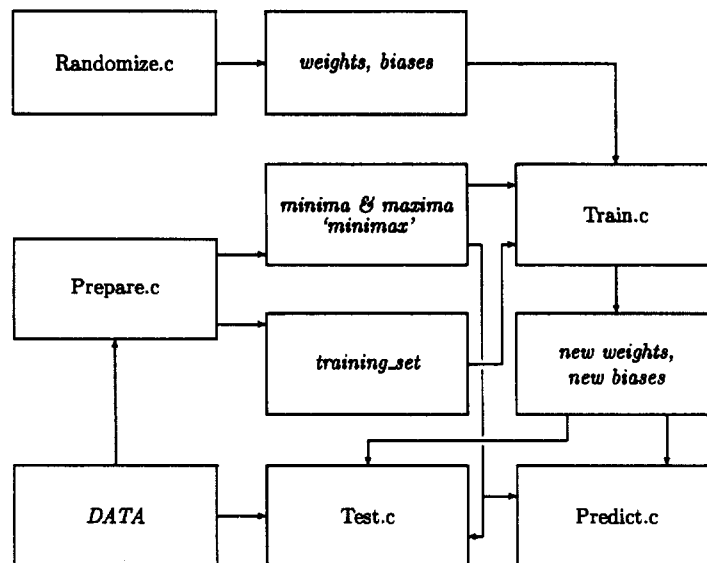 Randomize.c
weights, biases
minima & maxima
'minimax'
Train.c
Prepare.c
training_set
new weights,
new biases
DATA
Test.c
Predict.c